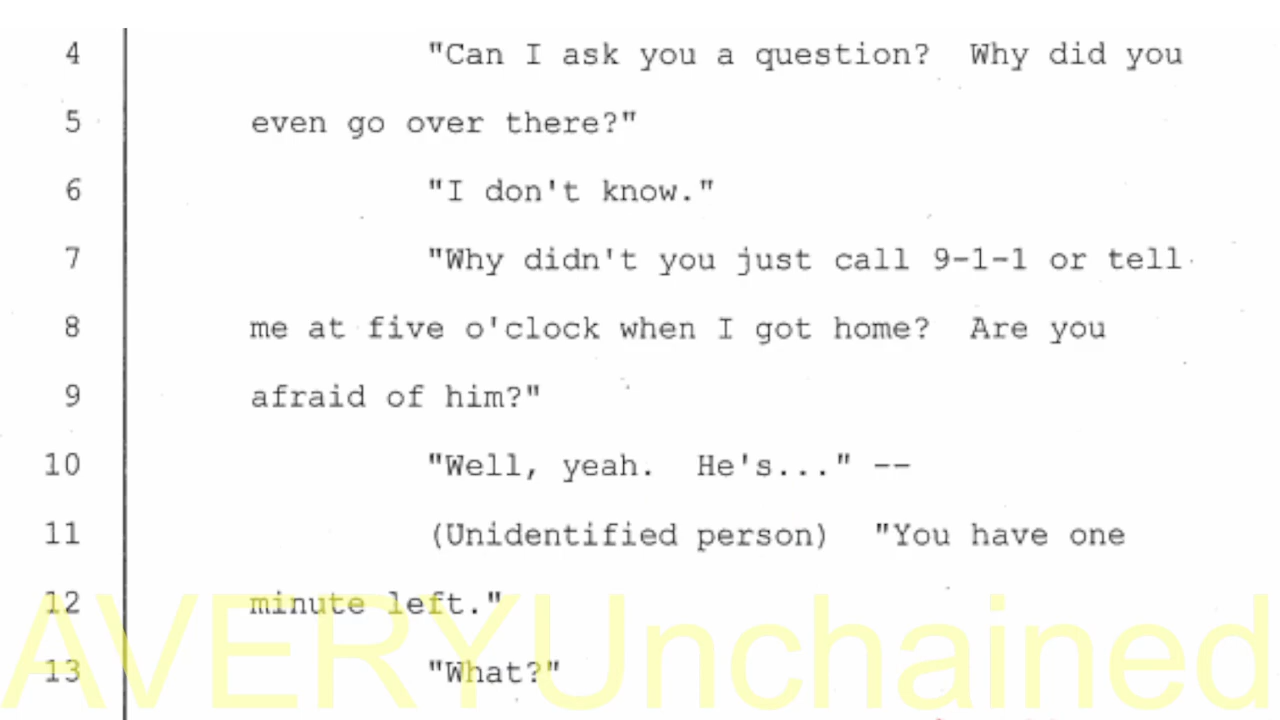 4 "Can I ask you a question? Why did you
5 even go over there?"
6 "I don't know."
7 "Why didn't you just call 9-1-1 or tell
8 me at five o'clock when I got home? Are you
9 afraid of him?"
10 "Well, yeah. He's..." --
11 (Unidentified person) "You have one
12 minute left."
13 "What?"
AVERYUnchained